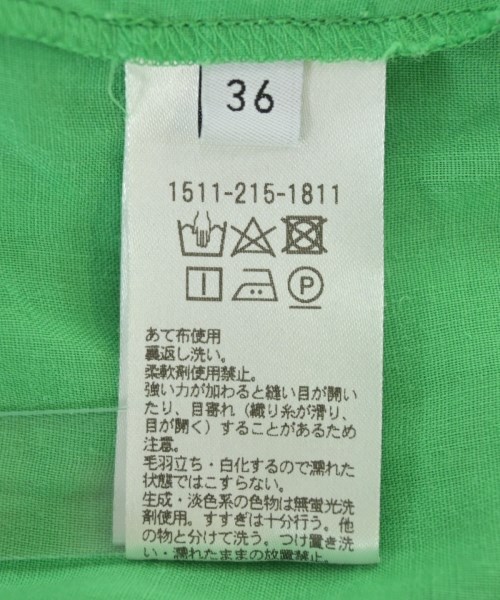 36
1511-215-1811
P
あて布使用
裏返し洗い。
柔軟剤使用禁止。
強い力が加わると縫い目が開い
たり、目寄れ(織り糸が滑り、
目が開く)することがあるため
注意。
毛羽立ち・白化するので濡れた
状態ではこすらない。
生成・淡色系の色物は無蛍光洗
剤使用。すすぎは十分行う。他
の物と分けて洗う。つけ置き洗
い・濡れたままの放置禁止。